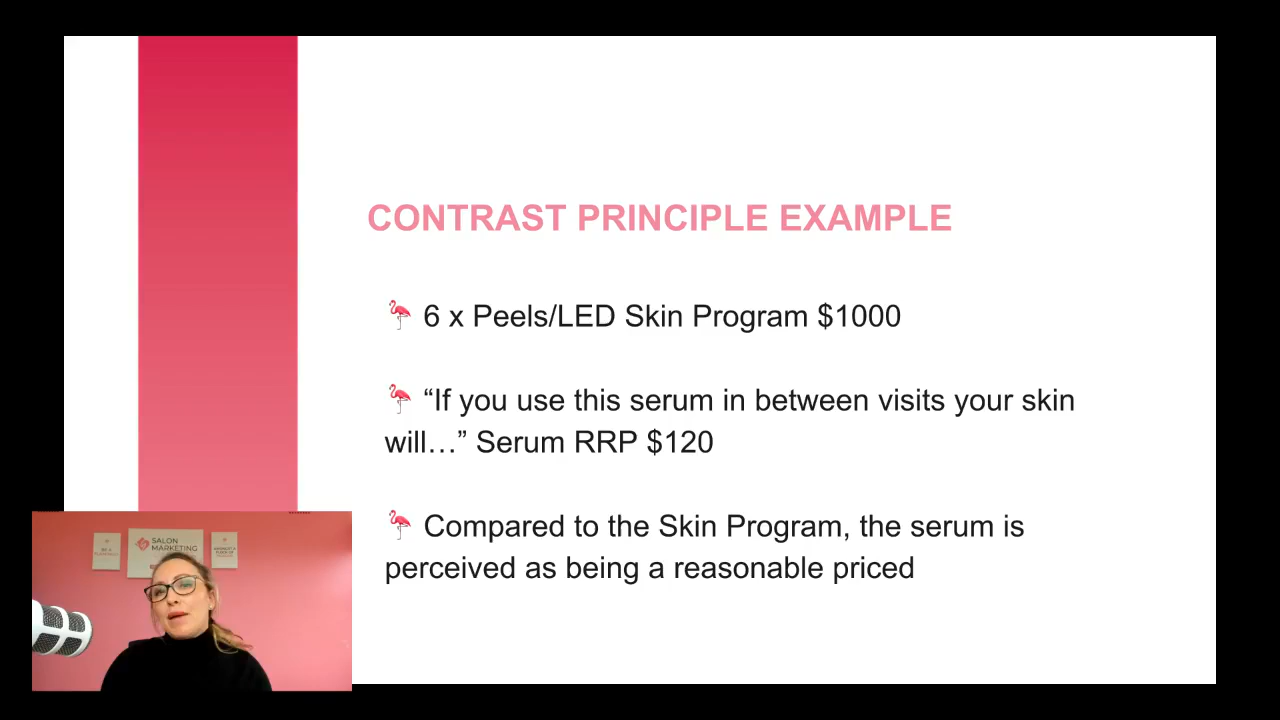 CONTRAST PRINCIPLE EXAMPLE
🦩 6 x Peels/LED Skin Program $1000
🦩 “If you use this serum in between visits your skin
will…” Serum RRP $120
🦩 Compared to the Skin Program, the serum is
perceived as being a reasonable priced
SALON
MARKETING